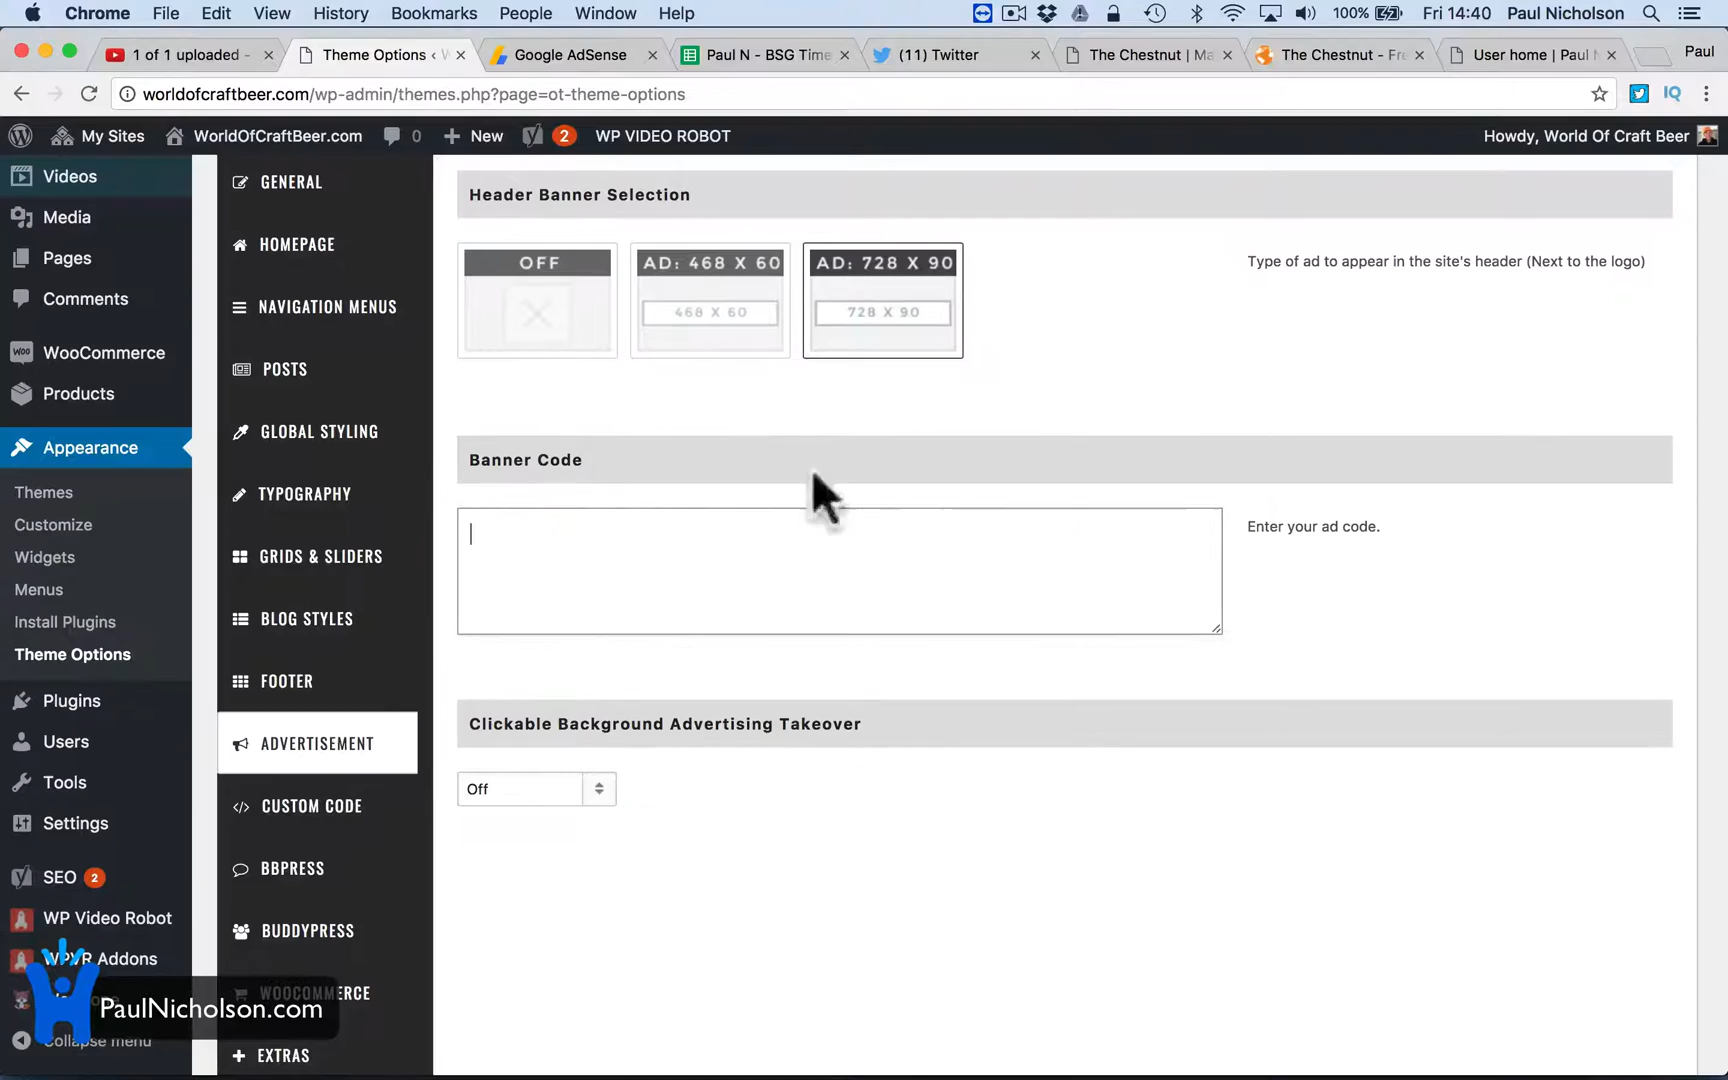 Chrome File Edit View History Bookmarks People Window Help 100% Fri 14:40 Paul Nicholson
1 of 1 uploaded - Theme Options ‹ W Google AdSense Paul N - BSG Time (11) Twitter The Chestnut | Ma The Chestnut - Fre User home | Paul N Paul
worldofcraftbeer.com/wp-admin/themes.php?page=ot-theme-options IQ
My Sites WorldOfCraftBeer.com 0 New 2 WP VIDEO ROBOT Howdy, World Of Craft Beer
Videos
Media
Pages
Comments
WooCommerce
Products
Appearance
Themes
Customize
Widgets
Menus
Install Plugins
Theme Options
Plugins
Users
Tools
Settings
SEO 2
WP Video Robot
WPVR Addons
Collapse menu
GENERAL
HOMEPAGE
NAVIGATION MENUS
POSTS
GLOBAL STYLING
TYPOGRAPHY
GRIDS & SLIDERS
BLOG STYLES
FOOTER
ADVERTISEMENT
CUSTOM CODE
BBPRESS
BUDDYPRESS
WOOCOMMERCE
EXTRAS
Header Banner Selection
OFF AD: 468 X 60 AD: 728 X 90
468 X 60 728 X 90
Type of ad to appear in the site's header (Next to the logo)
Banner Code
Enter your ad code.
Clickable Background Advertising Takeover
Off
PaulNicholson.com